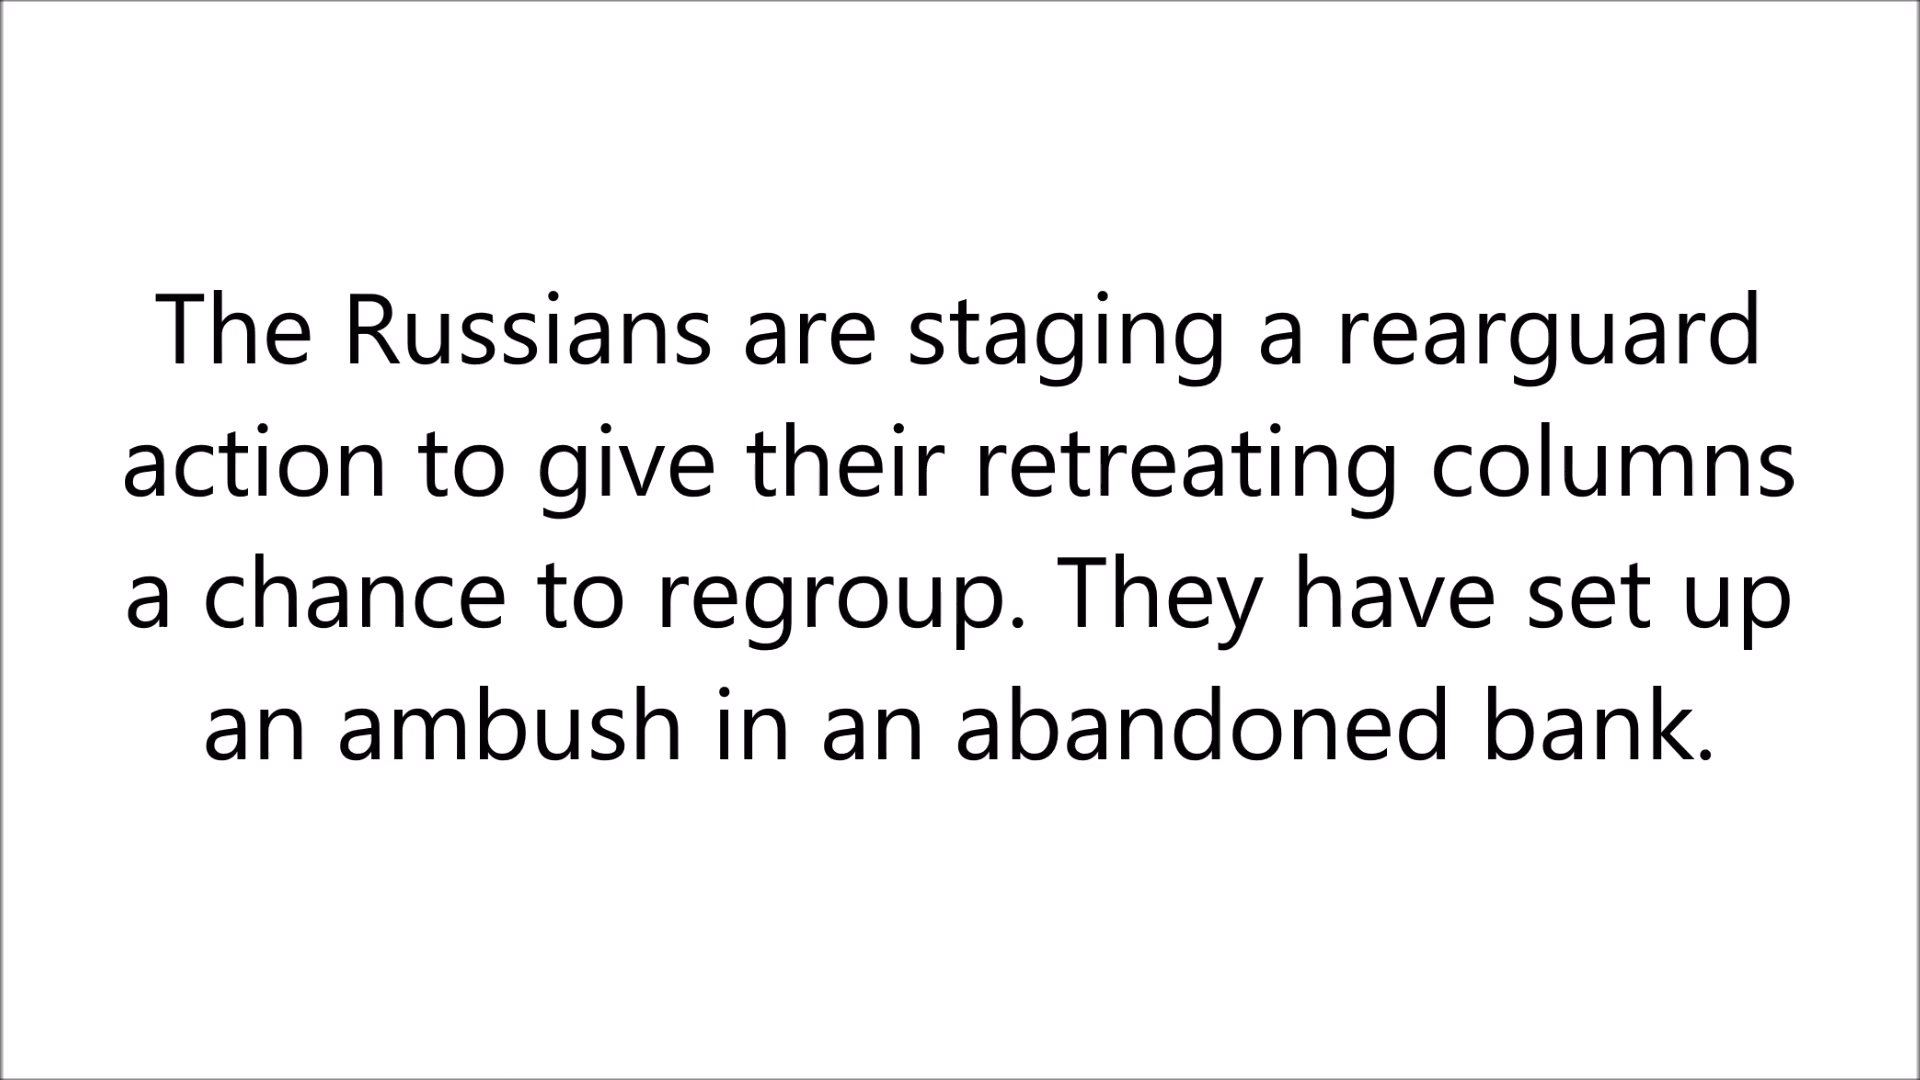 The Russians are staging a rearguard
action to give their retreating columns
a chance to regroup. They have set up
an ambush in an abandoned bank.